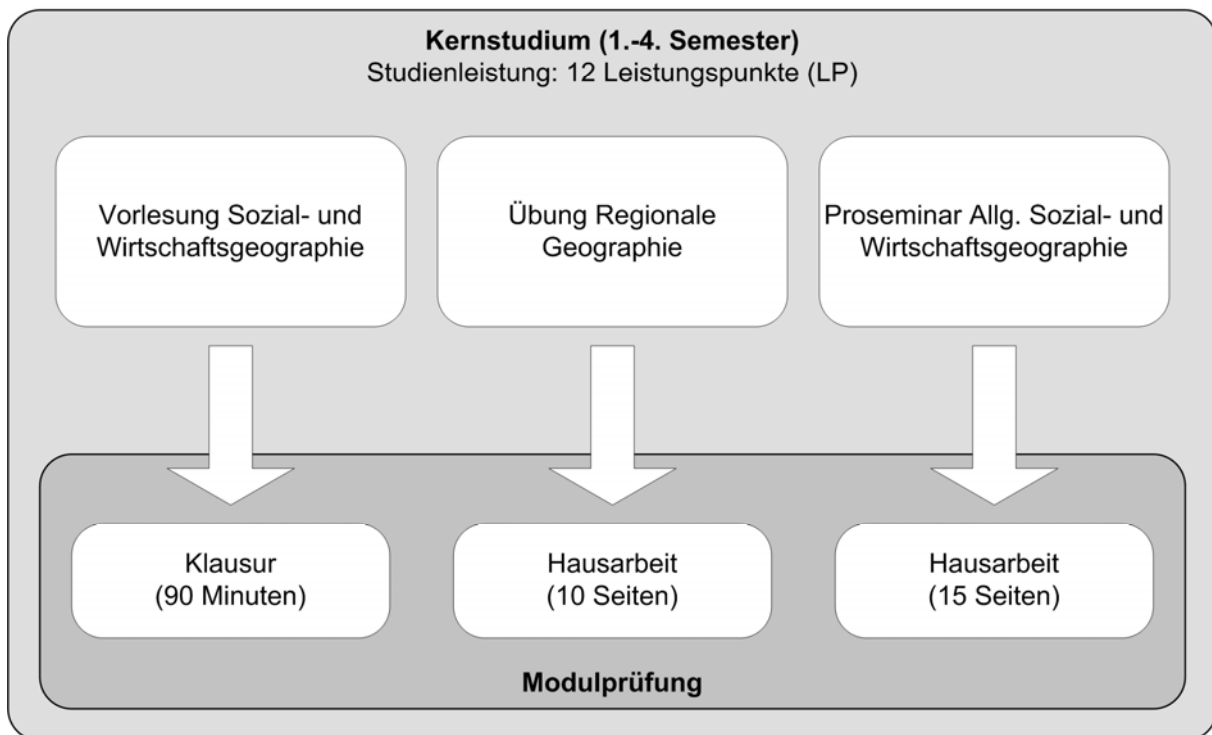 Kernstudium (1.-4. Semester)
Studienleistung: 12 Leistungspunkte (LP)
Vorlesung Sozial- und
Wirtschaftsgeographie
Übung Regionale
Geographie
Proseminar Allg. Sozial- und
Wirtschaftsgeographie
Klausur
(90 Minuten)
Hausarbeit
(10 Seiten)
Hausarbeit
(15 Seiten)
Modulprüfung